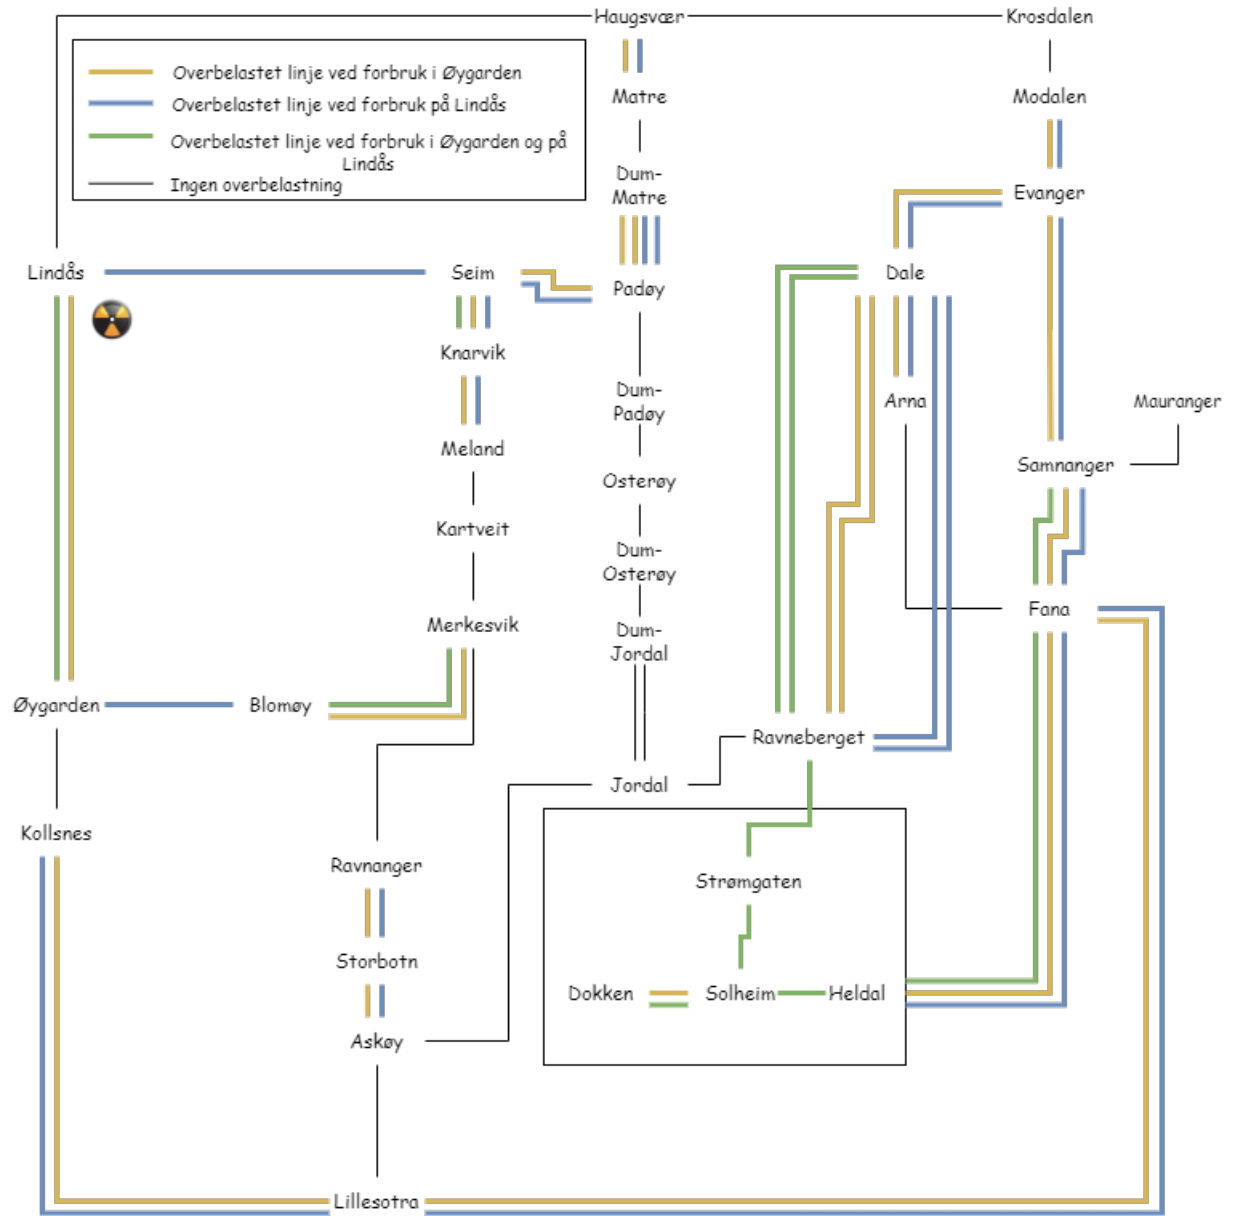 Haugsvær
Krosdalen
Overbelastet linje ved forbruk i Øygarden
Overbelastet linje ved forbruk på Lindås
Overbelastet linje ved forbruk i Øygarden og på
Lindås
Ingen overbelastning
Matre
Modalen
Dum-
Matre
Evanger
Lindås
Seim
Padøy
Dale
Knarvik
Dum-
Padøy
Arna
Mauranger
Meland
Osterøy
Samnanger
Kartveit
Dum-
Osterøy
Merkesvik
Dum-
Jordal
Fana
Øygarden
Blomøy
Ravneberget
Jordal
Kollsnes
Ravnanger
Strømgaten
Storbotn
Dokken
Solheim
Heldal
Askøy
Lillesotra